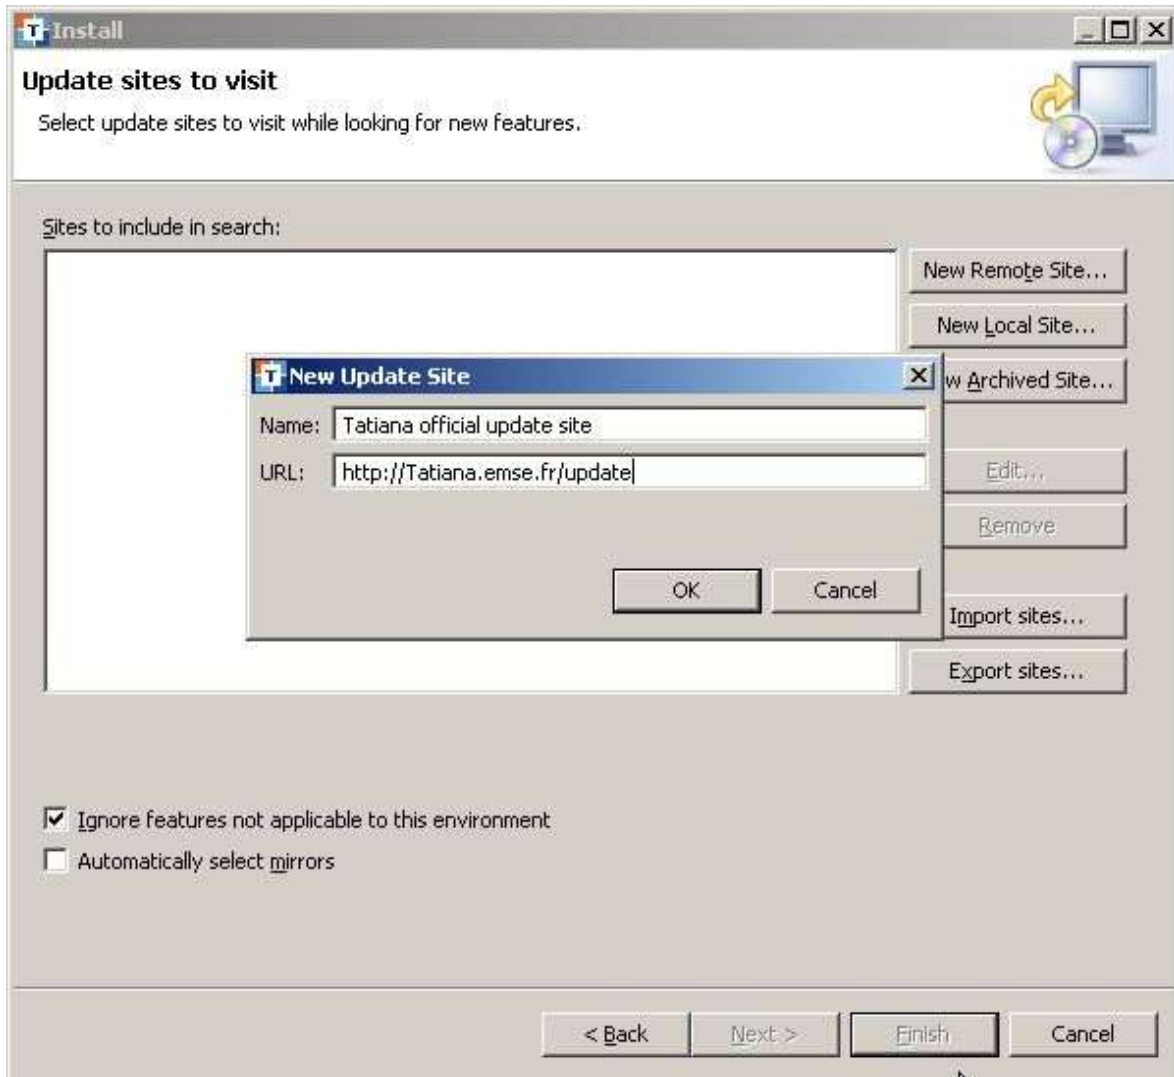 Install
Update sites to visit
Select update sites to visit while looking for new features.
Sites to include in search:
New Remote Site...
New Local Site...
w Archived Site...
New Update Site
Name: Tatiana official update site
URL: http://Tatiana.emse.fr/update
OK Cancel
Edit...
Remove
Import sites...
Export sites...
Ignore features not applicable to this environment
Automatically select mirrors
< Back Next > Finish Cancel